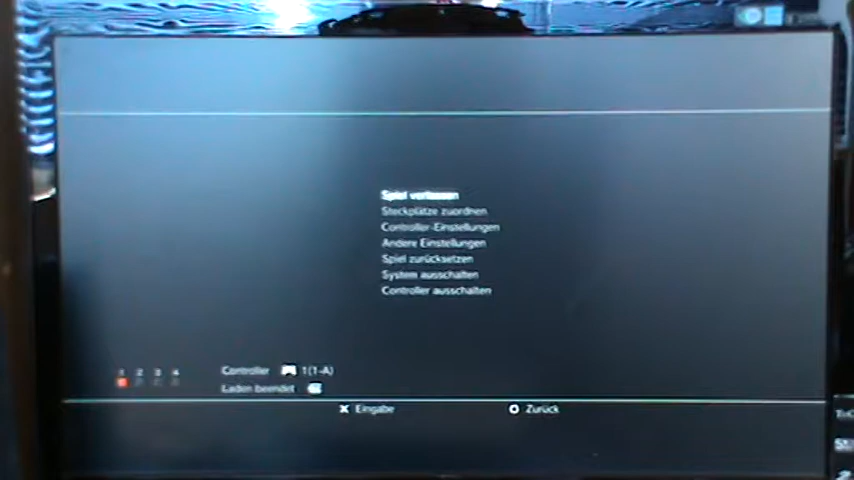 Spiel verlassen
Steckplätze zuordnen
Controller-Einstellungen
Andere Einstellungen
Spiel zurücksetzen
System ausschalten
Controller ausschalten
1 2 3 4
Controller 1(1-A)
Laden beendet
X Eingabe
O Zurück